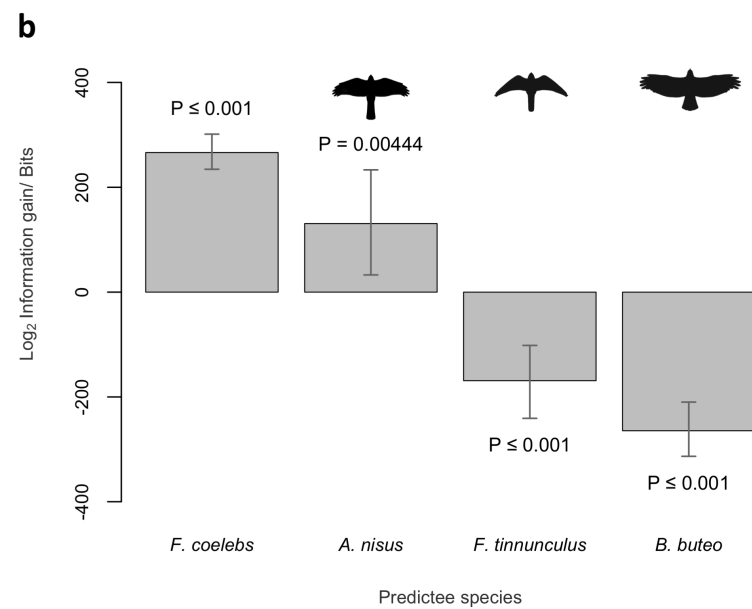 b
400
200
0
-200
-400
Log₂ Information gain/ Bits
P ≤ 0.001
P = 0.00444
P ≤ 0.001
P ≤ 0.001
F. coelebs
A. nisus
F. tinnunculus
B. buteo
Predictee species